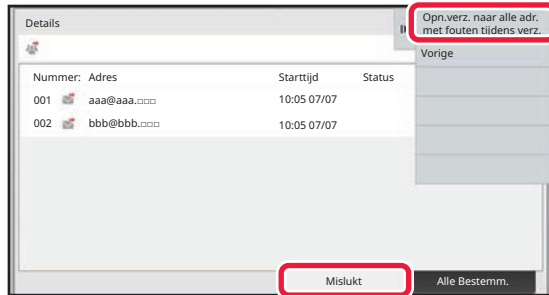 Details
Opn.verz. naar alle adr.
met fouten tijdens verz.
Vorige
Nummer: Adres Starttijd Status
001 aaa@aaa.□□□ 10:05 07/07
002 bbb@bbb.□□□ 10:05 07/07
Mislukt Alle Bestemm.